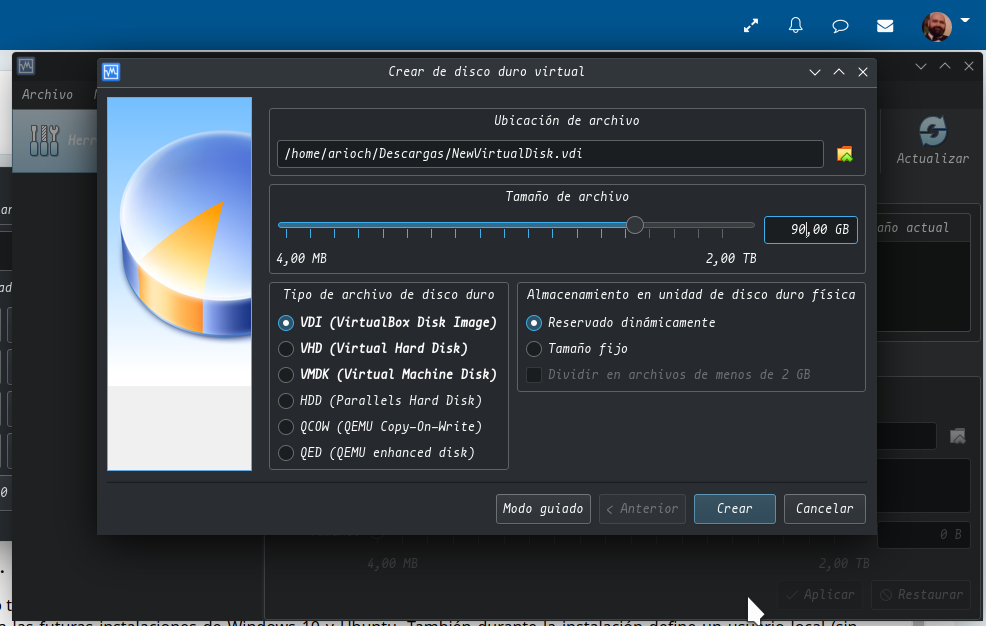 Crear de disco duro virtual
Archivo
Herr
Actualizar
Ubicación de archivo
/home/arioch/Descargas/NewVirtualDisk.vdi
Tamaño de archivo
90,00 GB
año actual
4,00 MB
2,00 TB
Tipo de archivo de disco duro
VDI (VirtualBox Disk Image)
VHD (Virtual Hard Disk)
VMDK (Virtual Machine Disk)
HDD (Parallels Hard Disk)
QCOW (QEMU Copy-On-Write)
QED (QEMU enhanced disk)
Almacenamiento en unidad de disco duro física
Reservado dinámicamente
Tamaño fijo
Dividir en archivos de menos de 2 GB
Modo guiado
< Anterior
Crear
Cancelar
0 B
4,00 MB
2,00 TB
Aplicar
Restaurar
las futuras instalaciones de Windows 10 y Ubuntu. También durante la instalación define un usuario local (sin